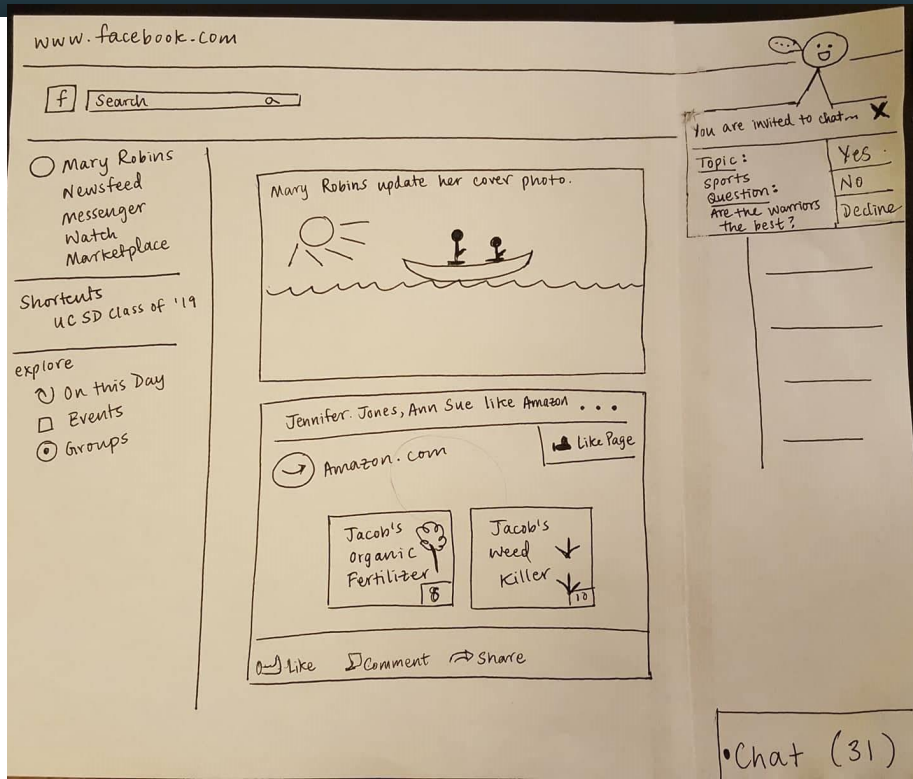 www.facebook.com
f
Search
Mary Robins
Newsfeed
messenger
Watch
Marketplace
Shortcuts
UCSD Class of '19
explore
On this Day
Events
Groups
Mary Robins update her cover photo.
Jennifer Jones, Ann Sue like Amazon ...
Like Page
Amazon.com
Jacob's
Organic
Fertilizer
8
Jacob's
Weed
Killer
10
Like
Comment
Share
...
You are invited to chat... X
Topic:
sports
Question:
Are the warriors
the best?
Yes
No
Decline
•Chat (31)